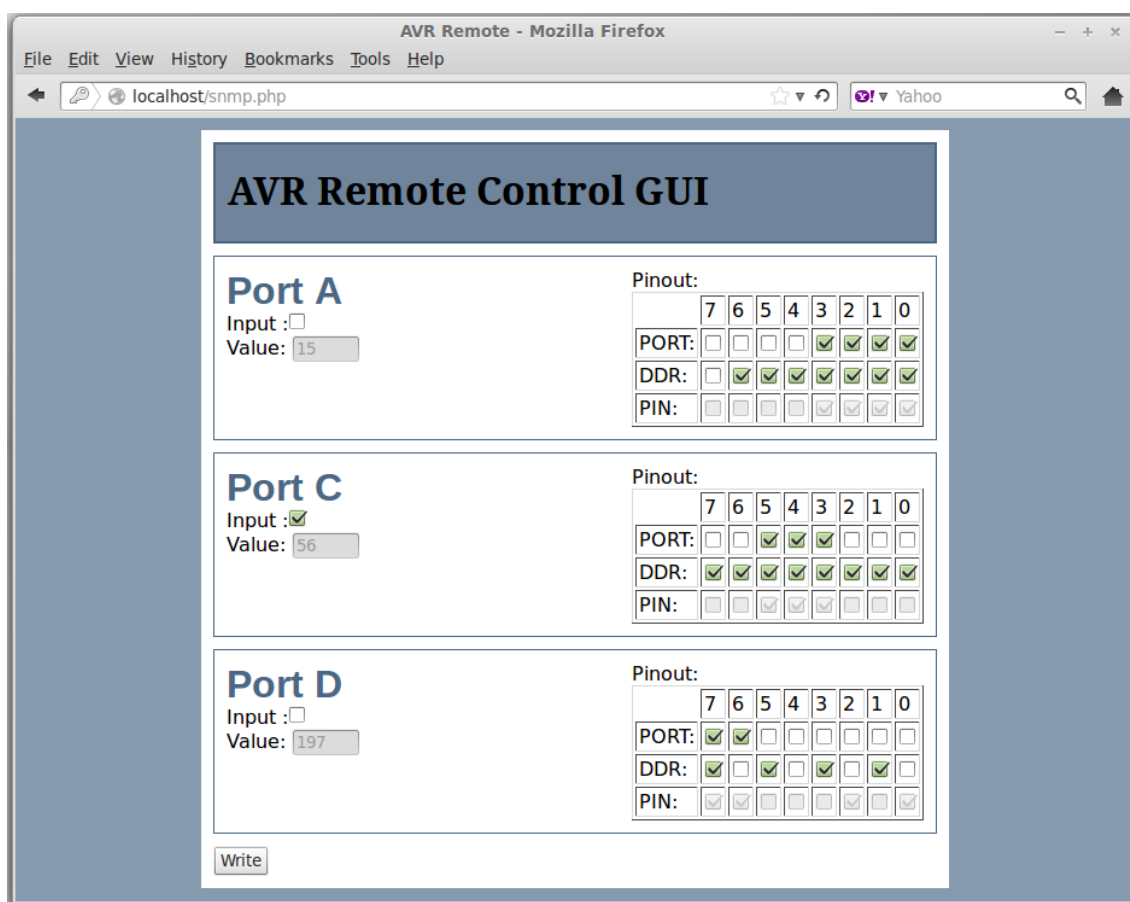 AVR Remote - Mozilla Firefox
File Edit View History Bookmarks Tools Help
localhost/snmp.php
Yahoo
AVR Remote Control GUI
Port A
Input :
Value: 15
Pinout:
7 6 5 4 3 2 1 0
PORT:
DDR:
PIN:
Port C
Input :
Value: 56
Pinout:
7 6 5 4 3 2 1 0
PORT:
DDR:
PIN:
Port D
Input :
Value: 197
Pinout:
7 6 5 4 3 2 1 0
PORT:
DDR:
PIN:
Write